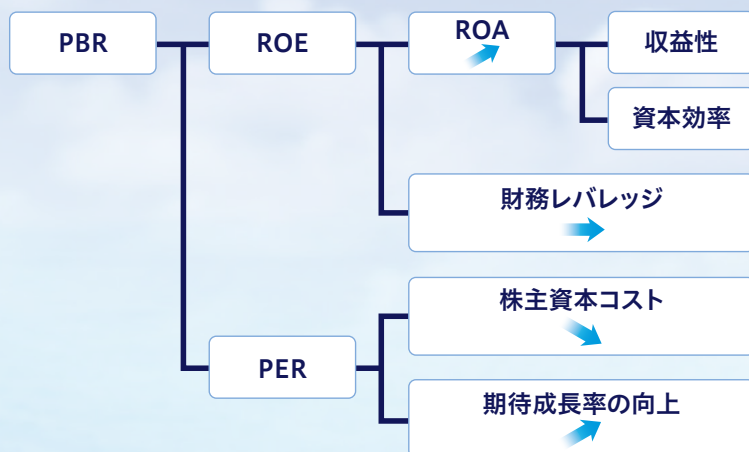 PBR
ROE
ROA
収益性
資本効率
財務レバレッジ
株主資本コスト
PER
期待成長率の向上